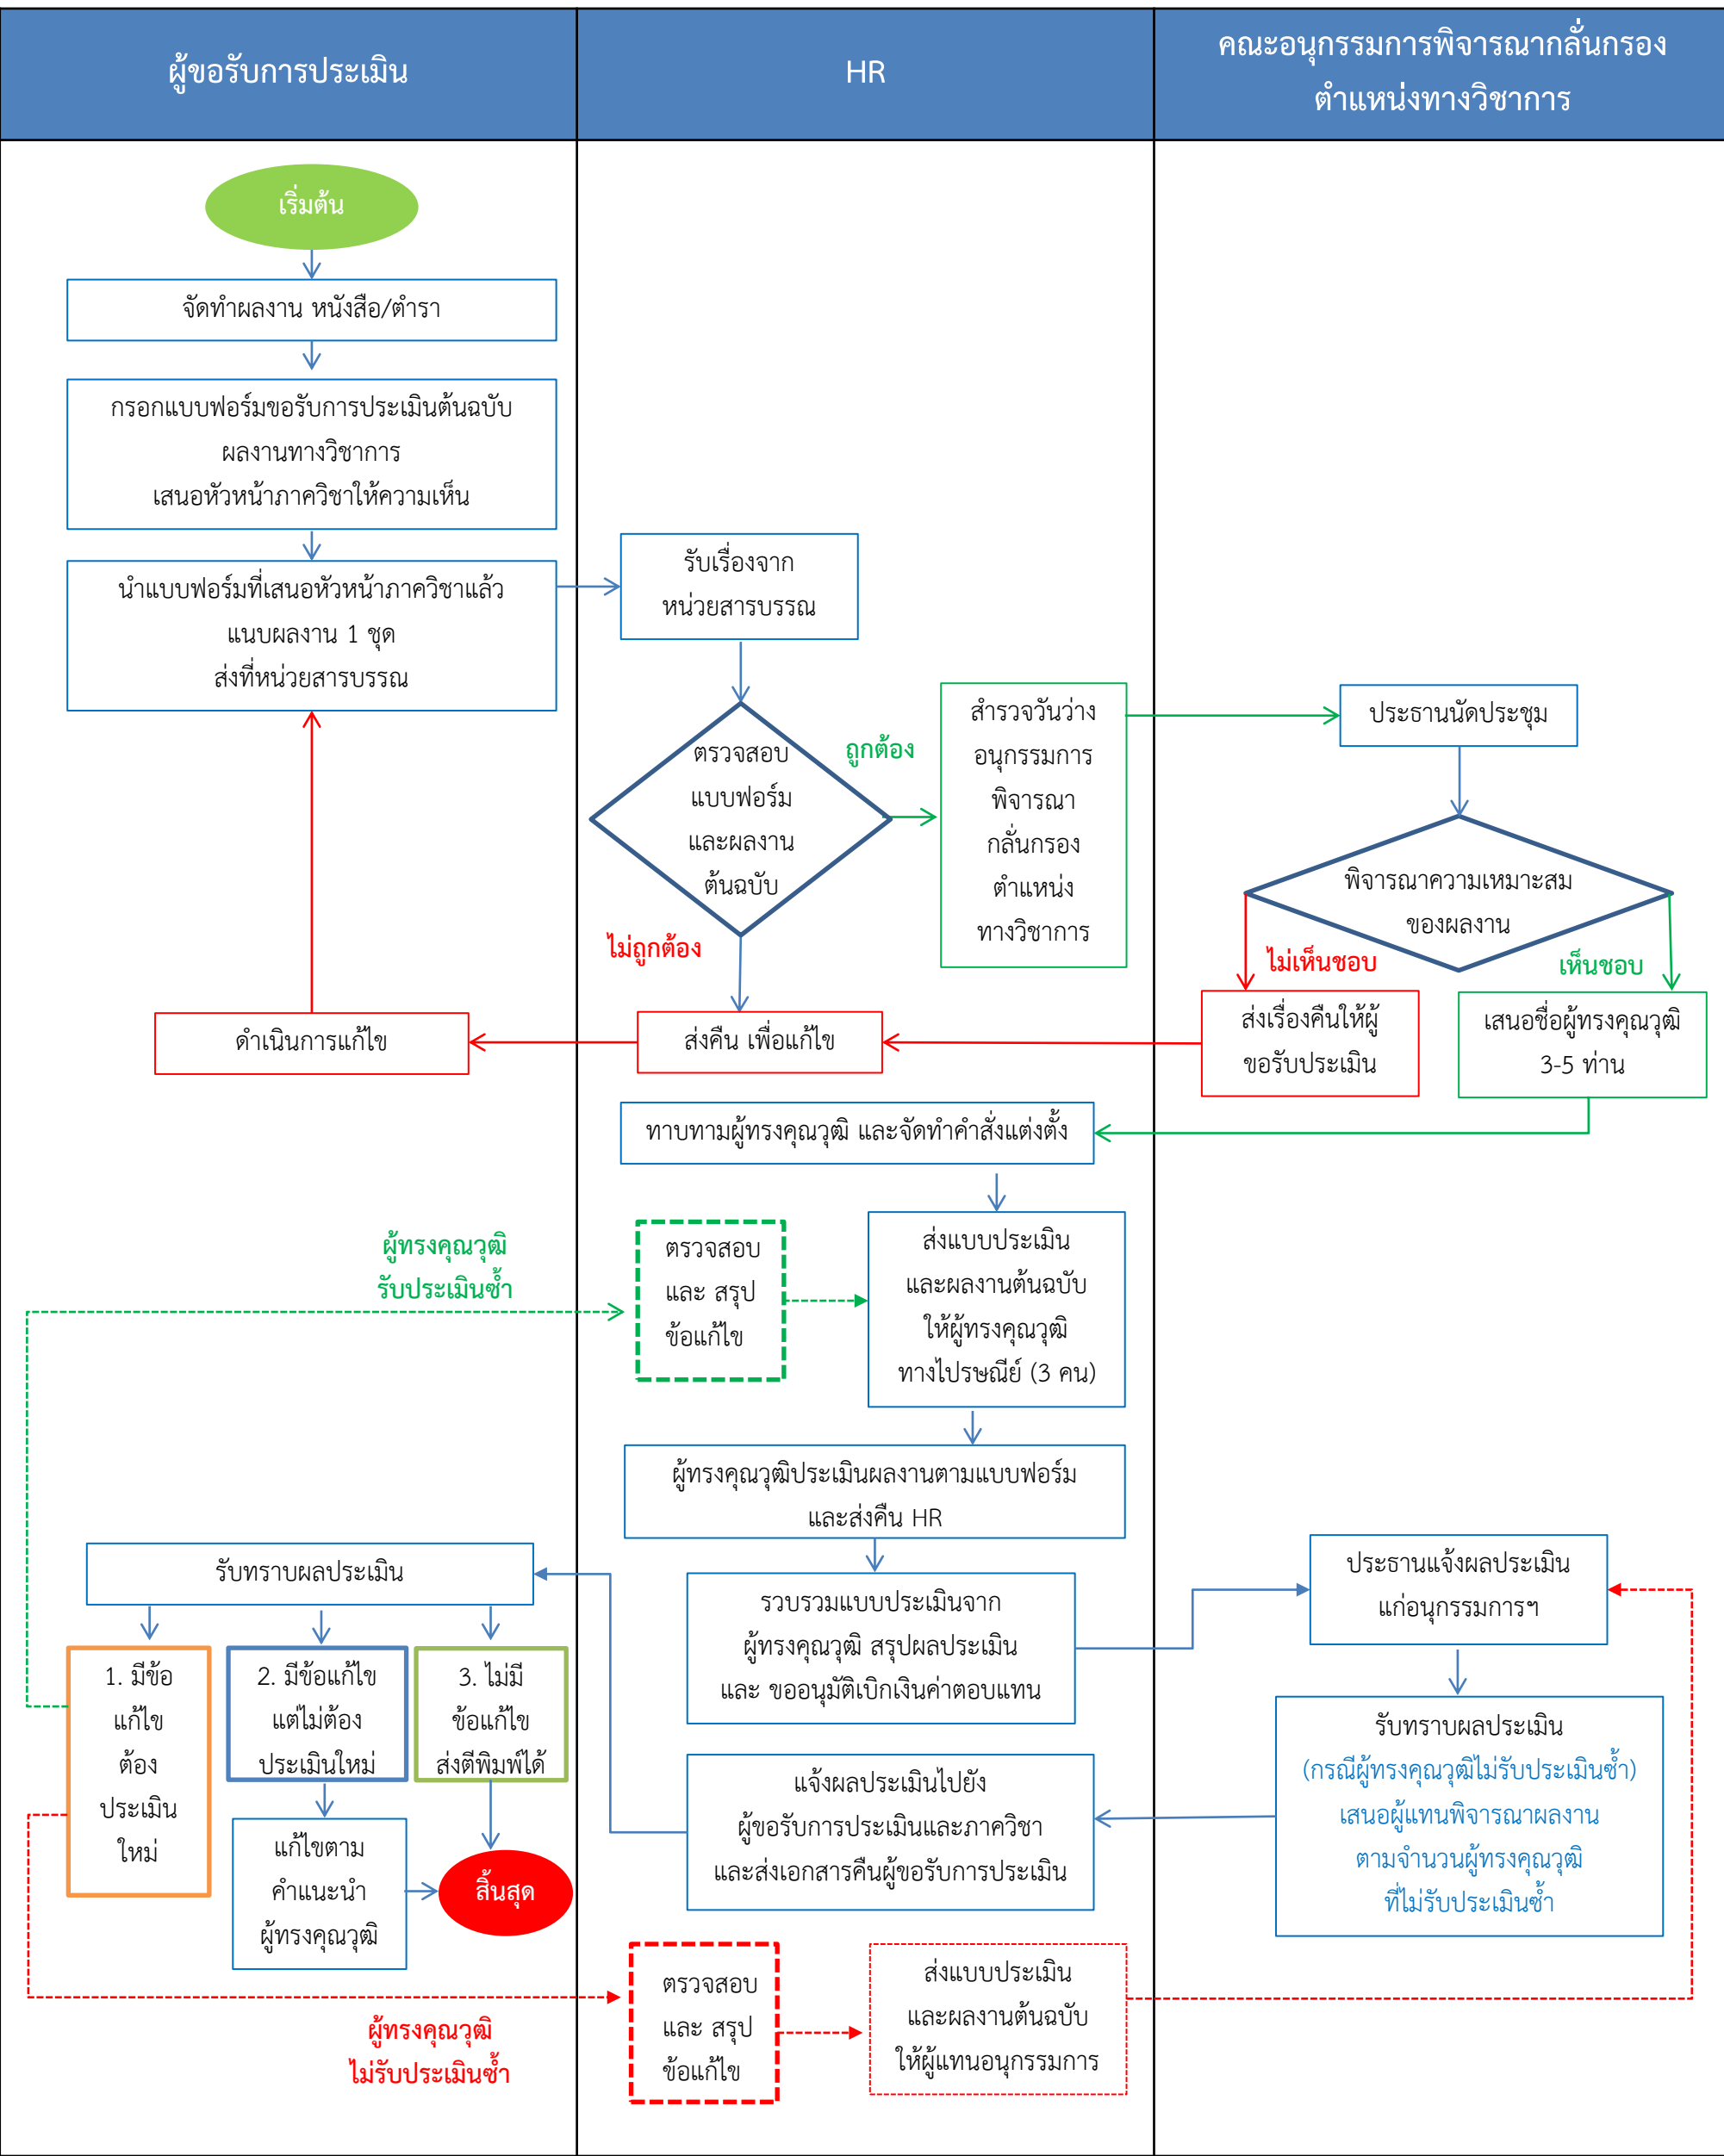 ผู้ขอรับการประเมิน
HR
คณะอนุกรรมการพิจารณากลั่นกรอง
ตำแหน่งทางวิชาการ
เริ่มต้น
จัดทำผลงาน หนังสือ/ตำรา
กรอกแบบฟอร์มขอรับการประเมินต้นฉบับ
ผลงานทางวิชาการ
เสนอหัวหน้าภาควิชาให้ความเห็น
นำแบบฟอร์มที่เสนอหัวหน้าภาควิชาแล้ว
แนบผลงาน 1 ชุด
ส่งที่หน่วยสารบรรณ
รับเรื่องจาก
หน่วยสารบรรณ
ตรวจสอบ
แบบฟอร์ม
และผลงาน
ต้นฉบับ
ถูกต้อง
ไม่ถูกต้อง
สำรวจวันว่าง
อนุกรรมการ
พิจารณา
กลั่นกรอง
ตำแหน่ง
ทางวิชาการ
ประธานนัดประชุม
พิจารณาความเหมาะสม
ของผลงาน
ไม่เห็นชอบ
เห็นชอบ
ส่งเรื่องคืนให้ผู้
ขอรับประเมิน
เสนอชื่อผู้ทรงคุณวุฒิ
3-5 ท่าน
ส่งคืน เพื่อแก้ไข
ดำเนินการแก้ไข
ทาบทามผู้ทรงคุณวุฒิ และจัดทำคำสั่งแต่งตั้ง
ผู้ทรงคุณวุฒิ
รับประเมินซ้ำ
ตรวจสอบ
และ สรุป
ข้อแก้ไข
ส่งแบบประเมิน
และผลงานต้นฉบับ
ให้ผู้ทรงคุณวุฒิ
ทางไปรษณีย์ (3 คน)
ผู้ทรงคุณวุฒิประเมินผลงานตามแบบฟอร์ม
และส่งคืน HR
รวบรวมแบบประเมินจาก
ผู้ทรงคุณวุฒิ สรุปผลประเมิน
และ ขออนุมัติเบิกเงินค่าตอบแทน
ประธานแจ้งผลประเมิน
แก่อนุกรรมการฯ
รับทราบผลประเมิน
(กรณีผู้ทรงคุณวุฒิไม่รับประเมินซ้ำ)
เสนอผู้แทนพิจารณาผลงาน
ตามจำนวนผู้ทรงคุณวุฒิ
ที่ไม่รับประเมินซ้ำ
แจ้งผลประเมินไปยัง
ผู้ขอรับการประเมินและภาควิชา
และส่งเอกสารคืนผู้ขอรับการประเมิน
รับทราบผลประเมิน
1. มีข้อ
แก้ไข
ต้อง
ประเมิน
ใหม่
2. มีข้อแก้ไข
แต่ไม่ต้อง
ประเมินใหม่
3. ไม่มี
ข้อแก้ไข
ส่งตีพิมพ์ได้
แก้ไขตาม
คำแนะนำ
ผู้ทรงคุณวุฒิ
สิ้นสุด
ผู้ทรงคุณวุฒิ
ไม่รับประเมินซ้ำ
ตรวจสอบ
และ สรุป
ข้อแก้ไข
ส่งแบบประเมิน
และผลงานต้นฉบับ
ให้ผู้แทนอนุกรรมการ